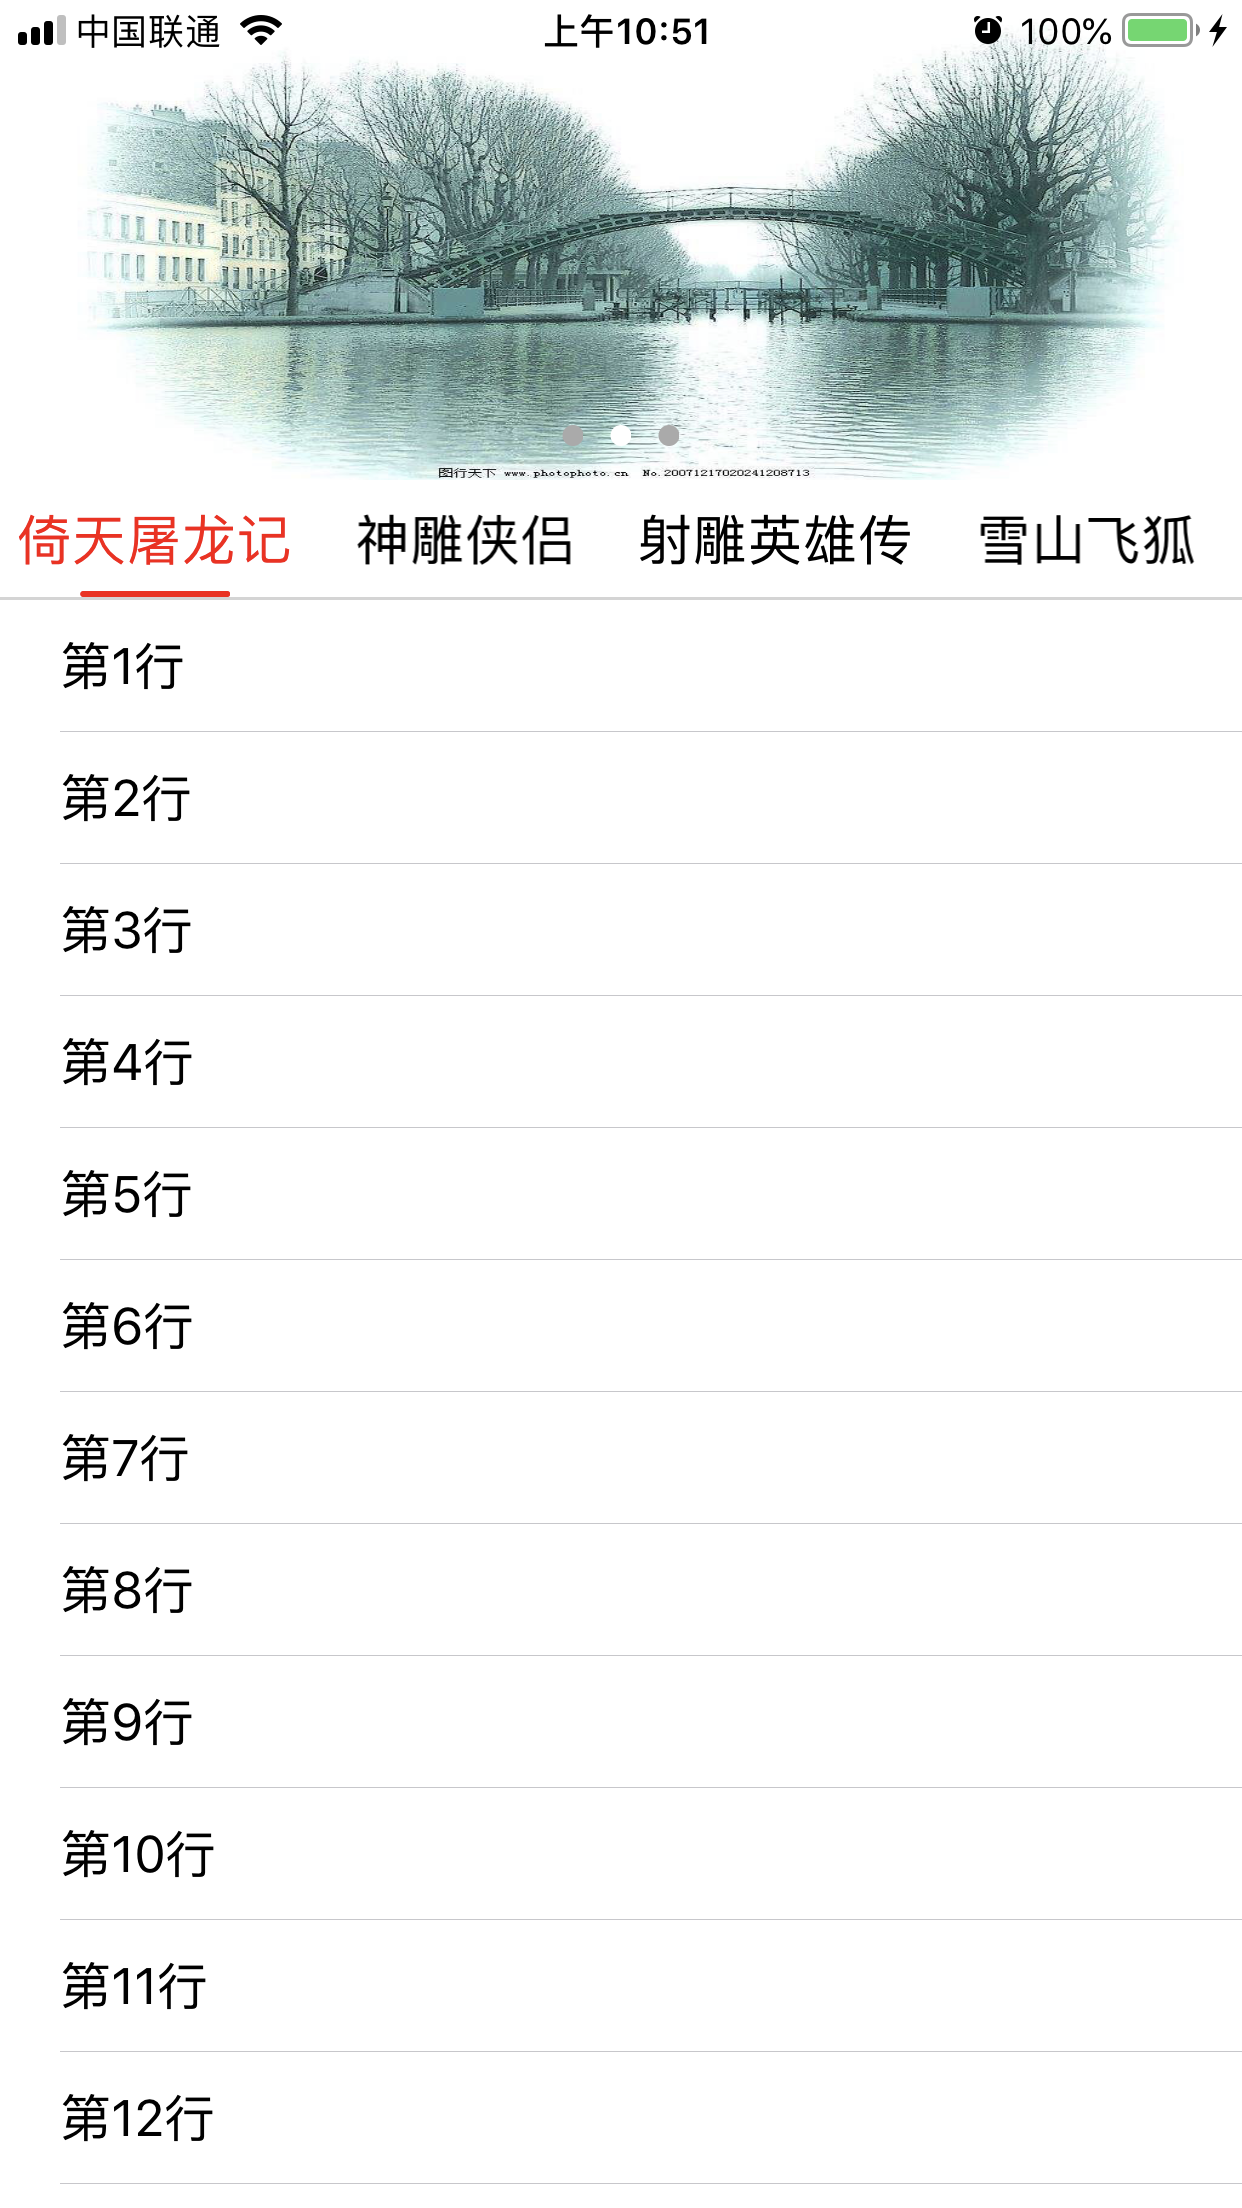 中国联通 上午10:51 100%
图行天下 www.photophoto.cn No.20071217020241208713
倚天屠龙记 神雕侠侣 射雕英雄传 雪山飞狐
第1行
第2行
第3行
第4行
第5行
第6行
第7行
第8行
第9行
第10行
第11行
第12行